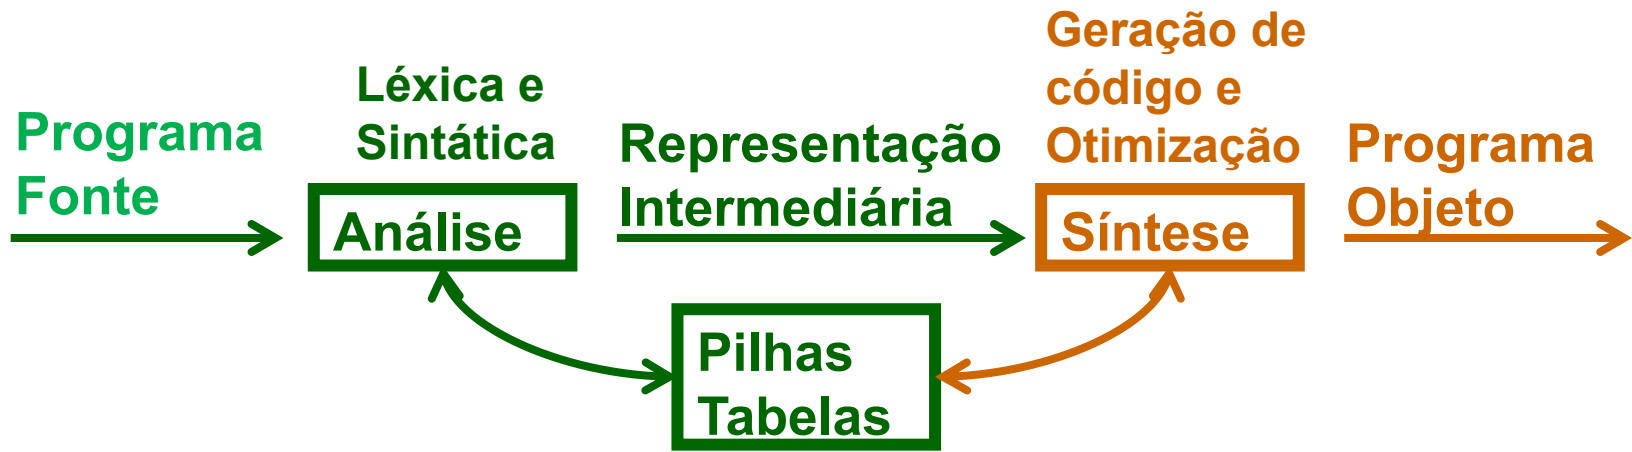 Programa
Fonte
Léxica e
Sintática
Análise
Representação
Intermediária
Geração de
código e
Otimização
Síntese
Programa
Objeto
Pilhas
Tabelas